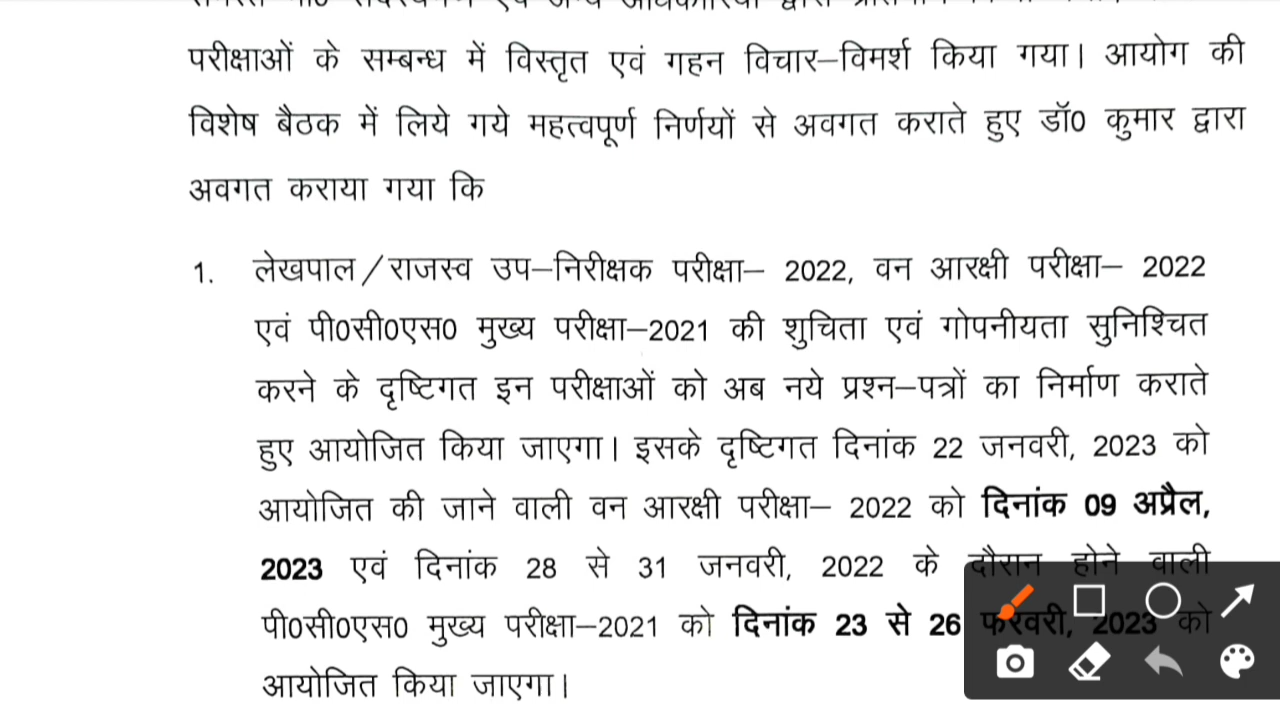 परीक्षाओं के सम्बन्ध में विस्तृत एवं गहन विचार–विमर्श किया गया। आयोग की
विशेष बैठक में लिये गये महत्वपूर्ण निर्णयों से अवगत कराते हुए डॉ0 कुमार द्वारा
अवगत कराया गया कि
1. लेखपाल/राजस्व उप–निरीक्षक परीक्षा– 2022, वन आरक्षी परीक्षा– 2022
एवं पी0सी0एस0 मुख्य परीक्षा–2021 की शुचिता एवं गोपनीयता सुनिश्चित
करने के दृष्टिगत इन परीक्षाओं को अब नये प्रश्न–पत्रों का निर्माण कराते
हुए आयोजित किया जाएगा। इसके दृष्टिगत दिनांक 22 जनवरी, 2023 को
आयोजित की जाने वाली वन आरक्षी परीक्षा– 2022 को दिनांक 09 अप्रैल,
2023 एवं दिनांक 28 से 31 जनवरी, 2022 के दौरान होने वाली
पी0सी0एस0 मुख्य परीक्षा–2021 को दिनांक 23 से 26 फरवरी, 2023 को
आयोजित किया जाएगा।